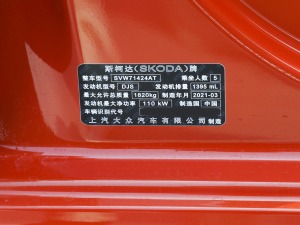 斯柯达(SKODA)牌
整车型号 SVW71424AT 乘坐人数 5
发动机型号 DJS 发动机排量 1395 mL
最大允许总质量 1820kg 制造年月 2021-03
发动机最大净功率 110 kW 制造国 中国
车辆识别代号
上汽大众汽车有限公司 制造